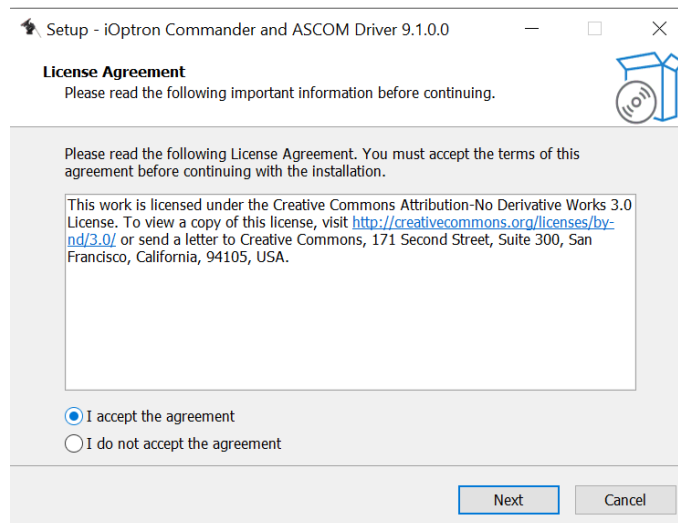 Setup - iOptron Commander and ASCOM Driver 9.1.0.0
License Agreement
Please read the following important information before continuing.
Please read the following License Agreement. You must accept the terms of this
agreement before continuing with the installation.
This work is licensed under the Creative Commons Attribution-No Derivative Works 3.0
License. To view a copy of this license, visit http://creativecommons.org/licenses/by-
nd/3.0/ or send a letter to Creative Commons, 171 Second Street, Suite 300, San
Francisco, California, 94105, USA.
I accept the agreement
I do not accept the agreement
Next Cancel